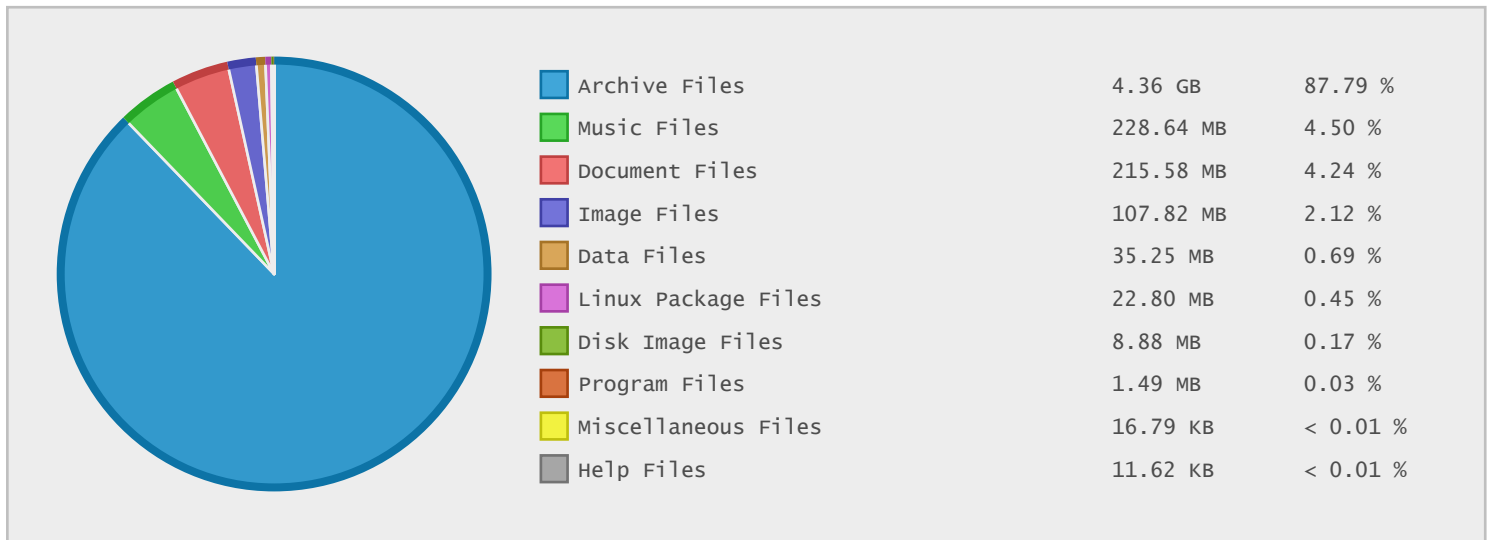 Archive Files 4.36 GB 87.79 %
Music Files 228.64 MB 4.50 %
Document Files 215.58 MB 4.24 %
Image Files 107.82 MB 2.12 %
Data Files 35.25 MB 0.69 %
Linux Package Files 22.80 MB 0.45 %
Disk Image Files 8.88 MB 0.17 %
Program Files 1.49 MB 0.03 %
Miscellaneous Files 16.79 KB < 0.01 %
Help Files 11.62 KB < 0.01 %